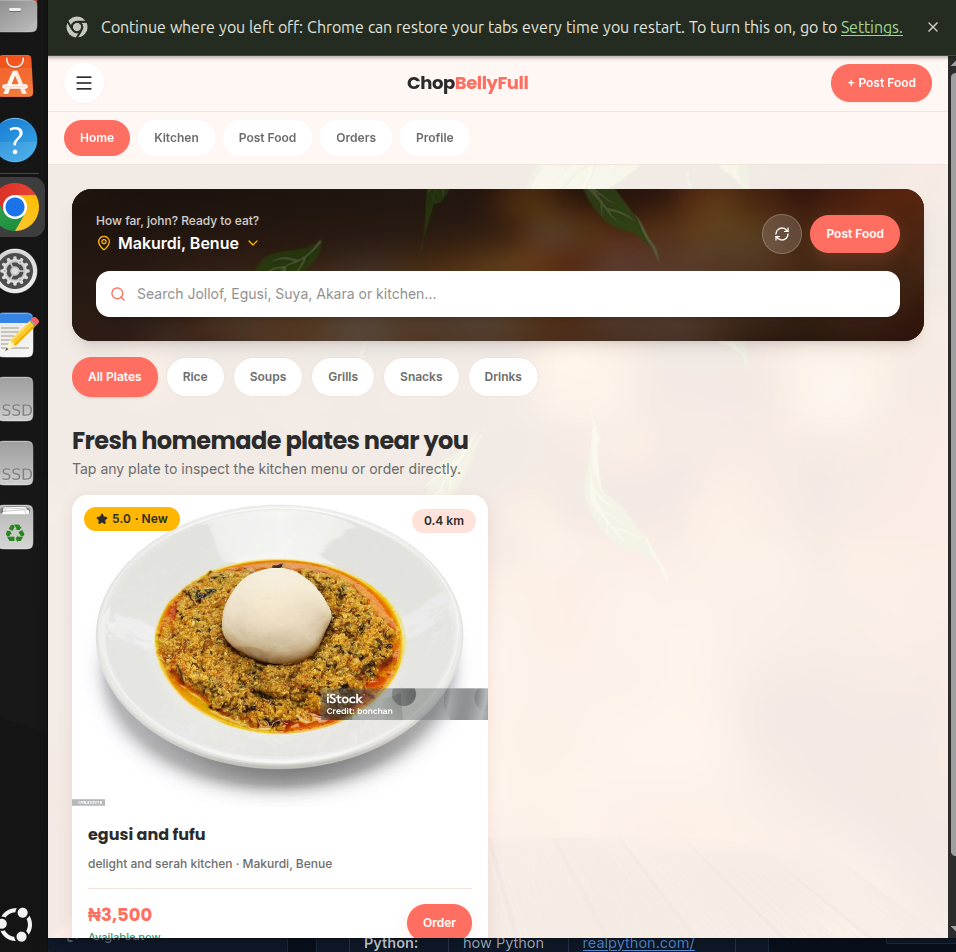 Continue where you left off: Chrome can restore your tabs every time you restart. To turn this on, go to Settings.
ChopBellyFull
+ Post Food
Home
Kitchen
Post Food
Orders
Profile
How far, john? Ready to eat?
Makurdi, Benue
Post Food
Search Jollof, Egusi, Suya, Akara or kitchen...
All Plates
Rice
Soups
Grills
Snacks
Drinks
Fresh homemade plates near you
Tap any plate to inspect the kitchen menu or order directly.
5.0 · New
0.4 km
iStock
Credit: bonchan
egusi and fufu
delight and serah kitchen · Makurdi, Benue
₦3,500
Order
Available now
SSD
SSD
Python:
how Python
realpython.com/